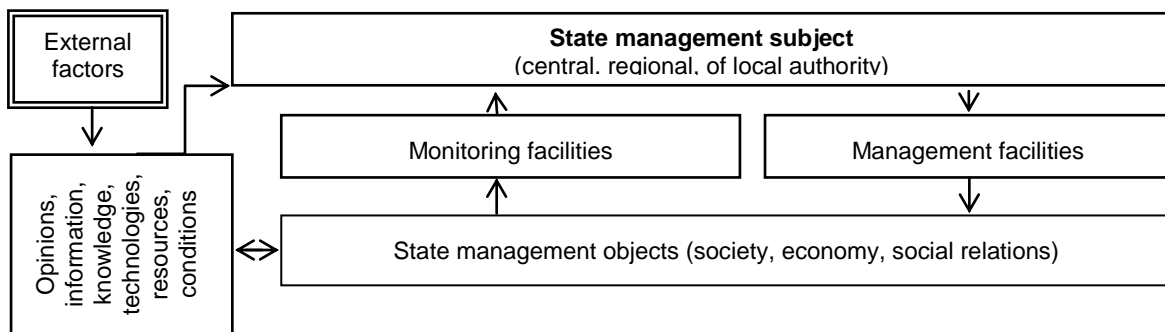 External
factors
State management subject
(central, regional, of local authority)
Monitoring facilities
Management facilities
Opinions,
information,
knowledge,
technologies,
resources,
conditions
State management objects (society, economy, social relations)